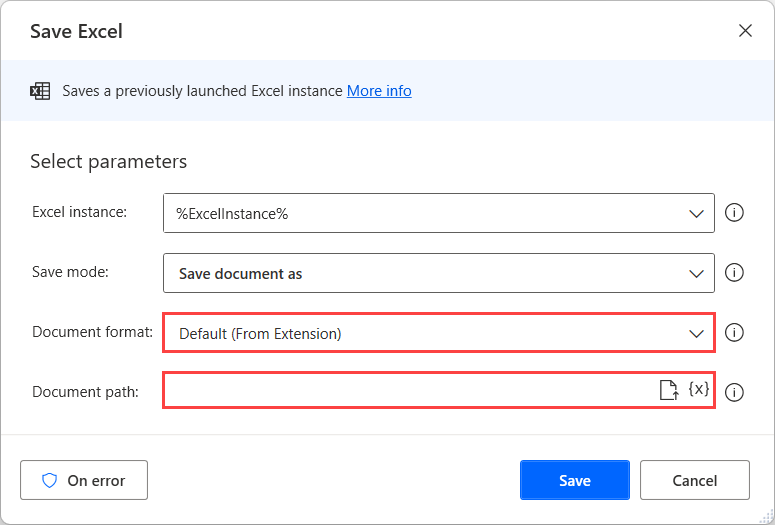 Save Excel
Saves a previously launched Excel instance More info
Select parameters
Excel instance: %ExcelInstance%
Save mode: Save document as
Document format: Default (From Extension)
Document path: {x}
On error Save Cancel